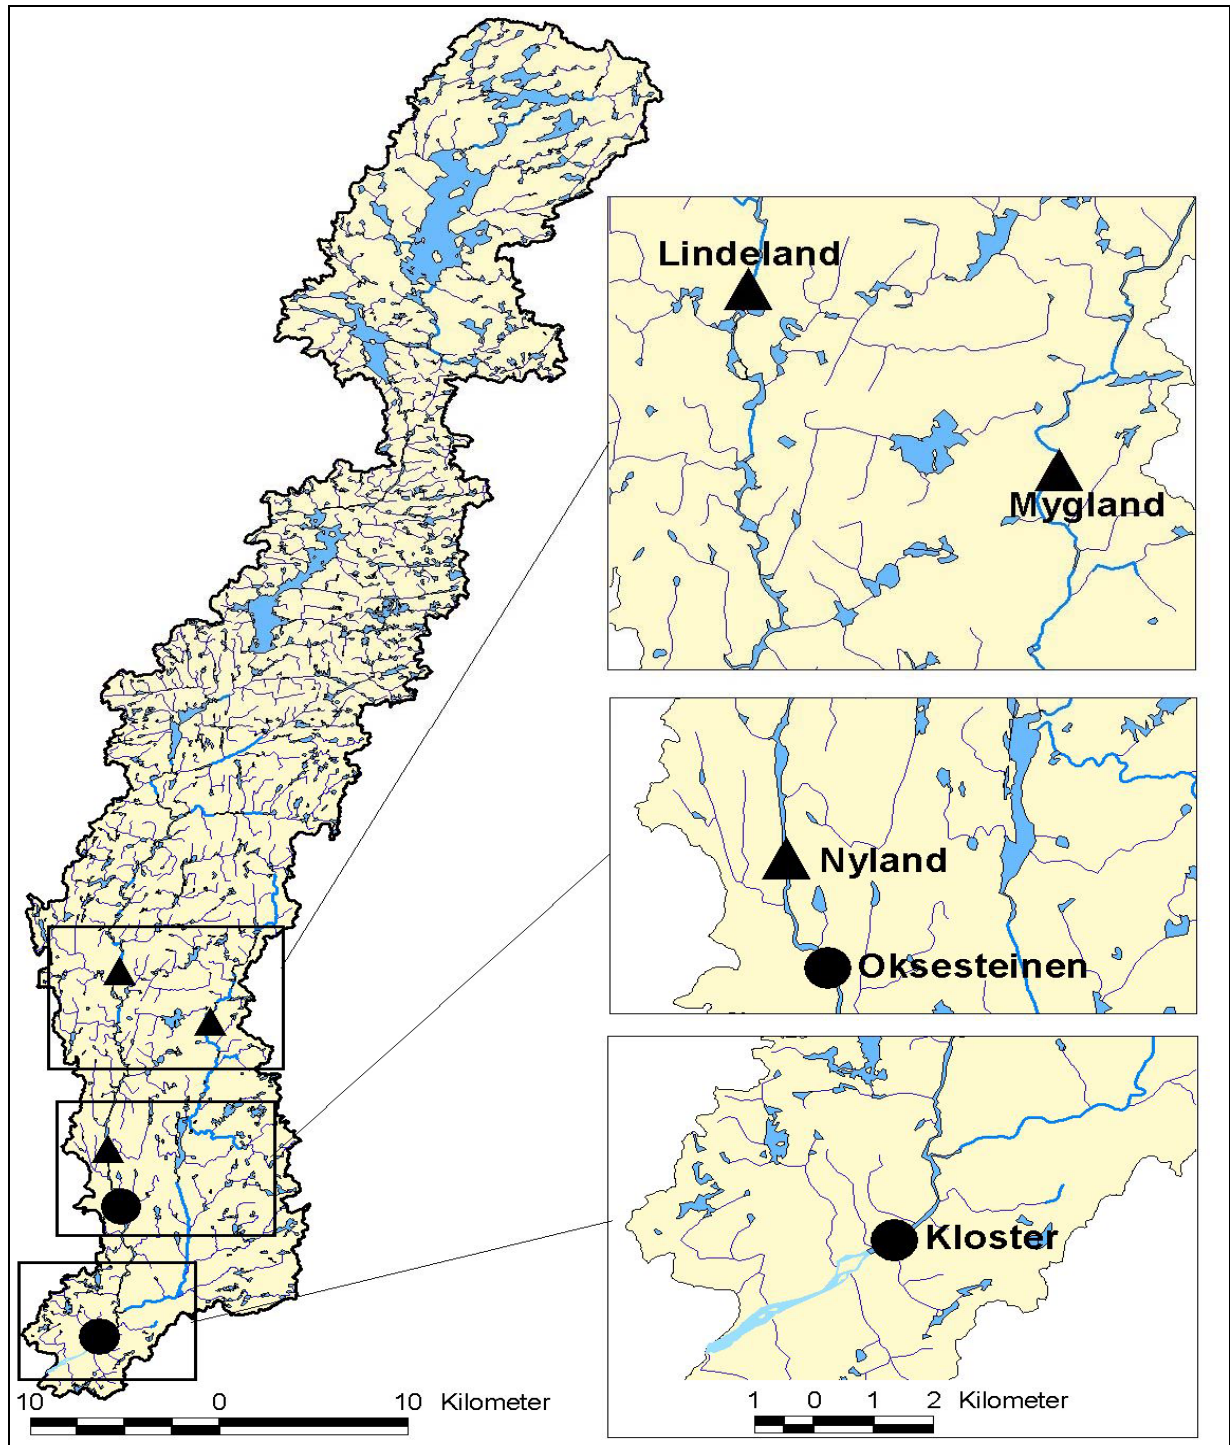 Lindeland
Mygland
Nyland
Oksesteinen
Kloster
10 0 10 Kilometer
1 0 1 2 Kilometer